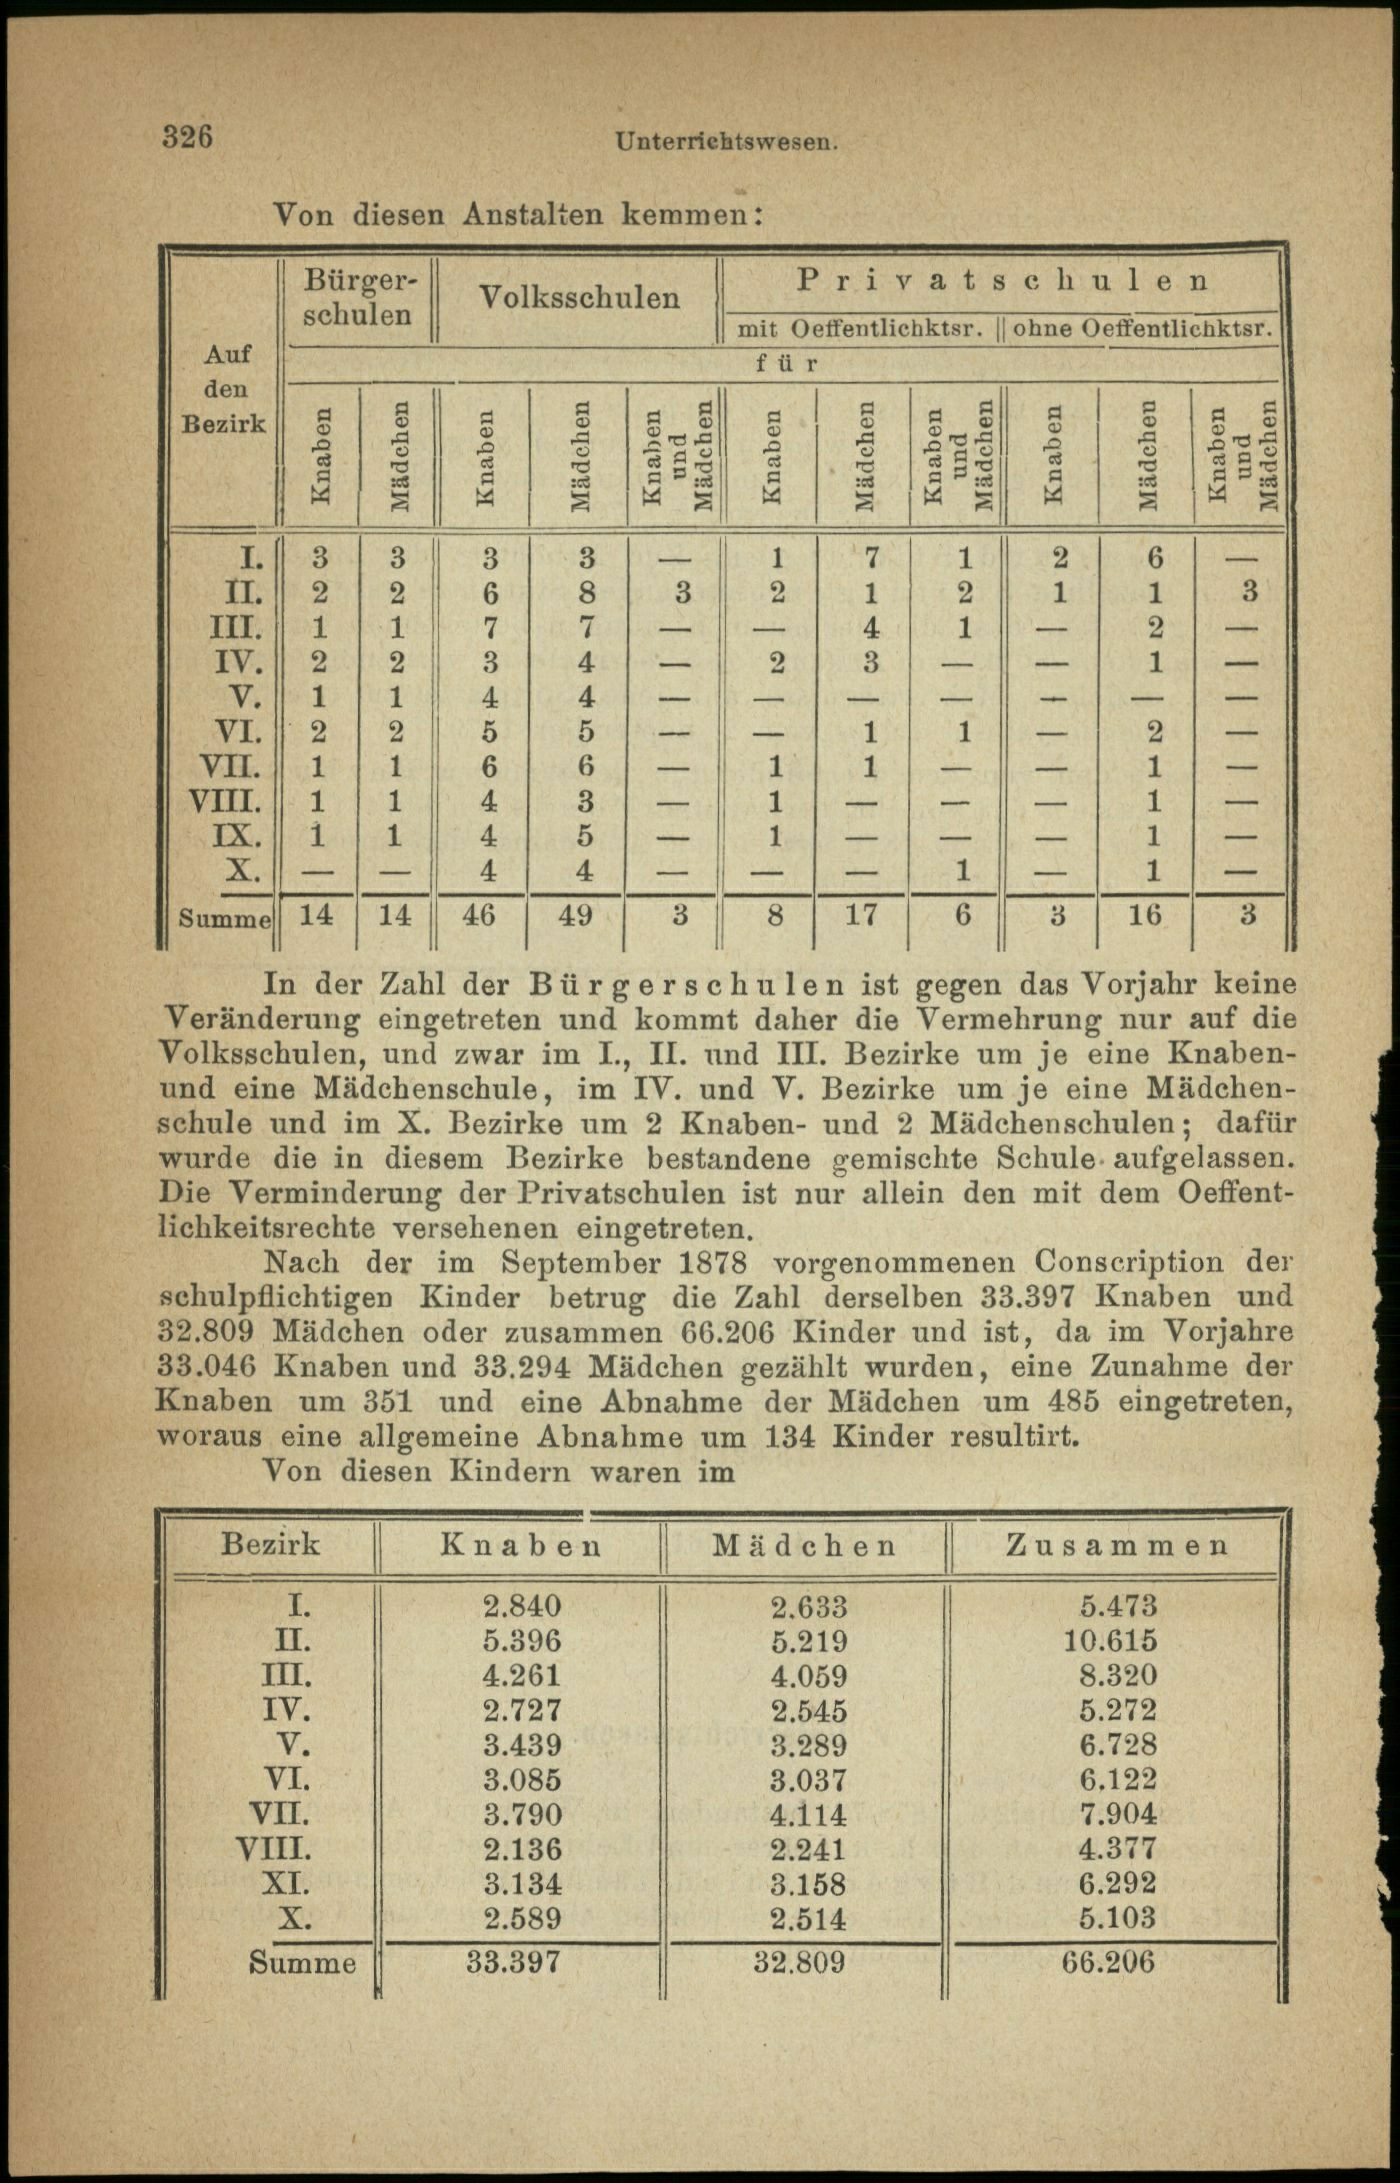 326
Unterrichtswesen.
Von diesen Anstalten kemmen:
Auf den Bezirk | Bürger-schulen | Volksschulen | Privatschulen
mit Oeffentlichktsr. | ohne Oeffentlichktsr.
für
Knaben | Mädchen | Knaben | Mädchen | Knaben und Mädchen | Knaben | Mädchen | Knaben und Mädchen | Knaben | Mädchen | Knaben und Mädchen
I. 3 3 3 3 — 1 7 1 2 6 —
II. 2 2 6 8 3 2 1 2 1 1 3
III. 1 1 7 7 — — 4 1 — 2 —
IV. 2 2 3 4 — 2 3 — — 1 —
V. 1 1 4 4 — — — — — — —
VI. 2 2 5 5 — — 1 1 — 2 —
VII. 1 1 6 6 — 1 1 — — 1 —
VIII. 1 1 4 3 — 1 — — — 1 —
IX. 1 1 4 5 — 1 — — — 1 —
X. — — 4 4 — — — 1 — 1 —
Summe 14 14 46 49 3 8 17 6 3 16 3
In der Zahl der Bürgerschulen ist gegen das Vorjahr keine
Veränderung eingetreten und kommt daher die Vermehrung nur auf die
Volksschulen, und zwar im I., II. und III. Bezirke um je eine Knaben-
und eine Mädchenschule, im IV. und V. Bezirke um je eine Mädchen-
schule und im X. Bezirke um 2 Knaben- und 2 Mädchenschulen; dafür
wurde die in diesem Bezirke bestandene gemischte Schule aufgelassen.
Die Verminderung der Privatschulen ist nur allein den mit dem Oeffent-
lichkeitsrechte versehenen eingetreten.
Nach der im September 1878 vorgenommenen Conscription der
schulpflichtigen Kinder betrug die Zahl derselben 33.397 Knaben und
32.809 Mädchen oder zusammen 66.206 Kinder und ist, da im Vorjahre
33.046 Knaben und 33.294 Mädchen gezählt wurden, eine Zunahme der
Knaben um 351 und eine Abnahme der Mädchen um 485 eingetreten,
woraus eine allgemeine Abnahme um 134 Kinder resultirt.
Von diesen Kindern waren im
Bezirk | Knaben | Mädchen | Zusammen
I. 2.840 2.633 5.473
II. 5.396 5.219 10.615
III. 4.261 4.059 8.320
IV. 2.727 2.545 5.272
V. 3.439 3.289 6.728
VI. 3.085 3.037 6.122
VII. 3.790 4.114 7.904
VIII. 2.136 2.241 4.377
XI. 3.134 3.158 6.292
X. 2.589 2.514 5.103
Summe 33.397 32.809 66.206